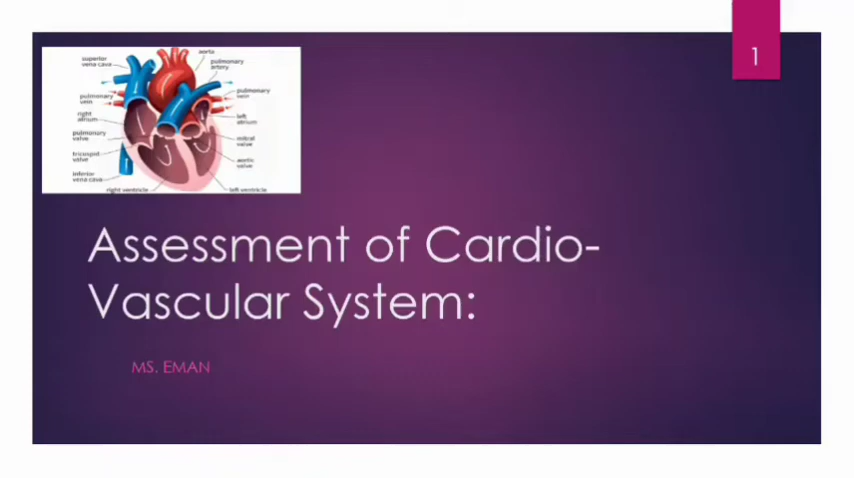 1
superior
vena cava
aorta
pulmonary
artery
pulmonary
vein
pulmonary
vein
right
atrium
left
atrium
pulmonary
valve
mitral
valve
tricuspid
valve
aortic
valve
inferior
vena cava
right ventricle
left ventricle
Assessment of Cardio-
Vascular System:
MS. EMAN